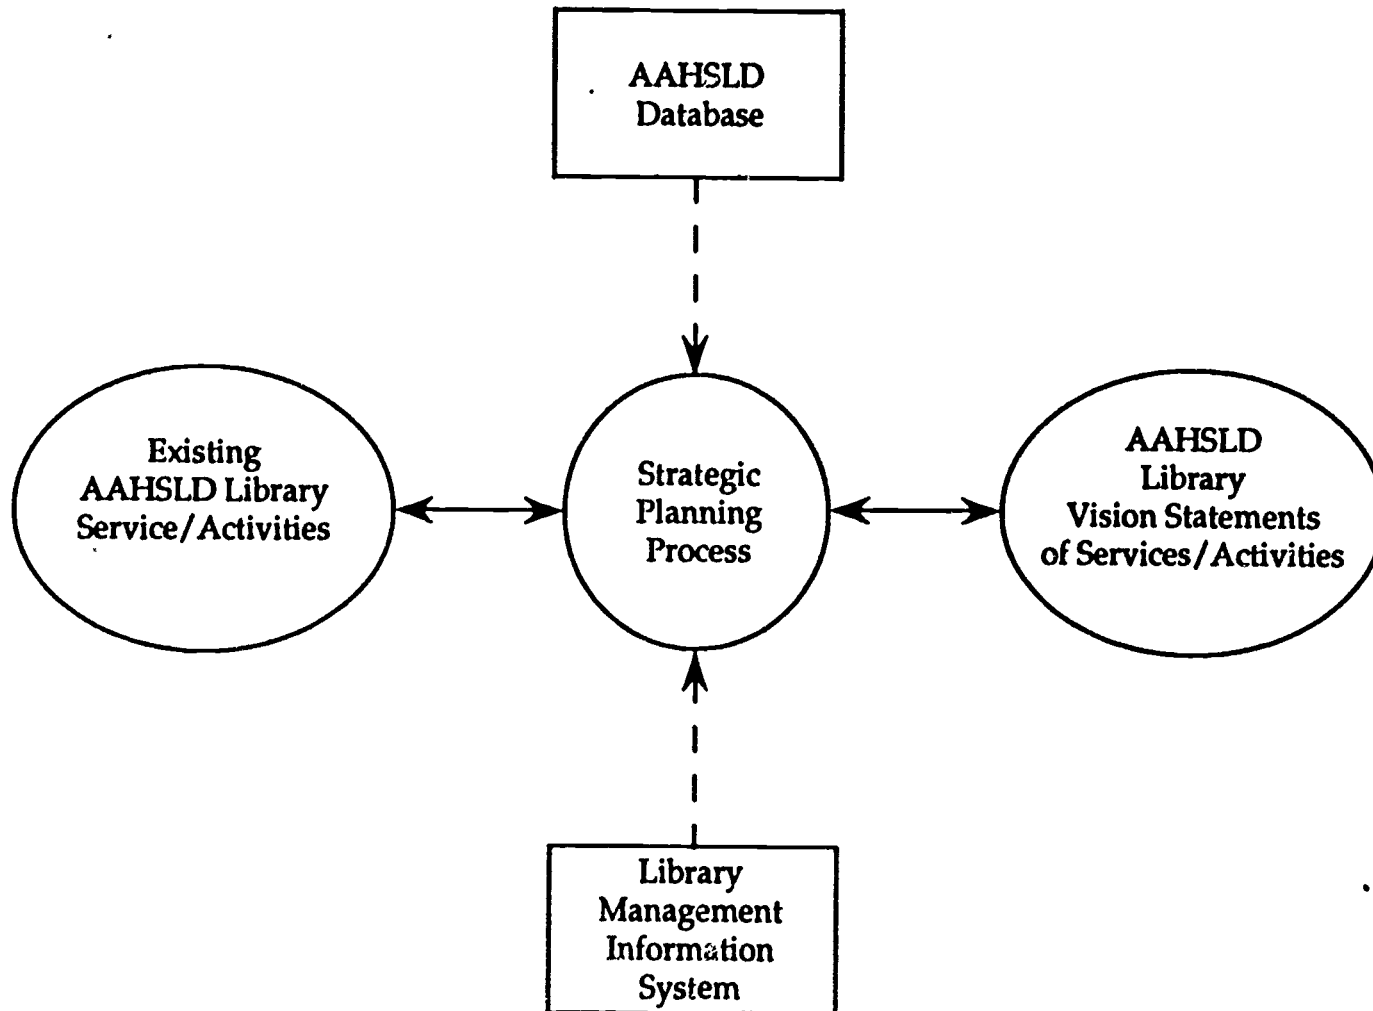 AAHSLD
Database
Existing
AAHSLD Library
Service/Activities
Strategic
Planning
Process
AAHSLD
Library
Vision Statements
of Services/Activities
Library
Management
Information
System